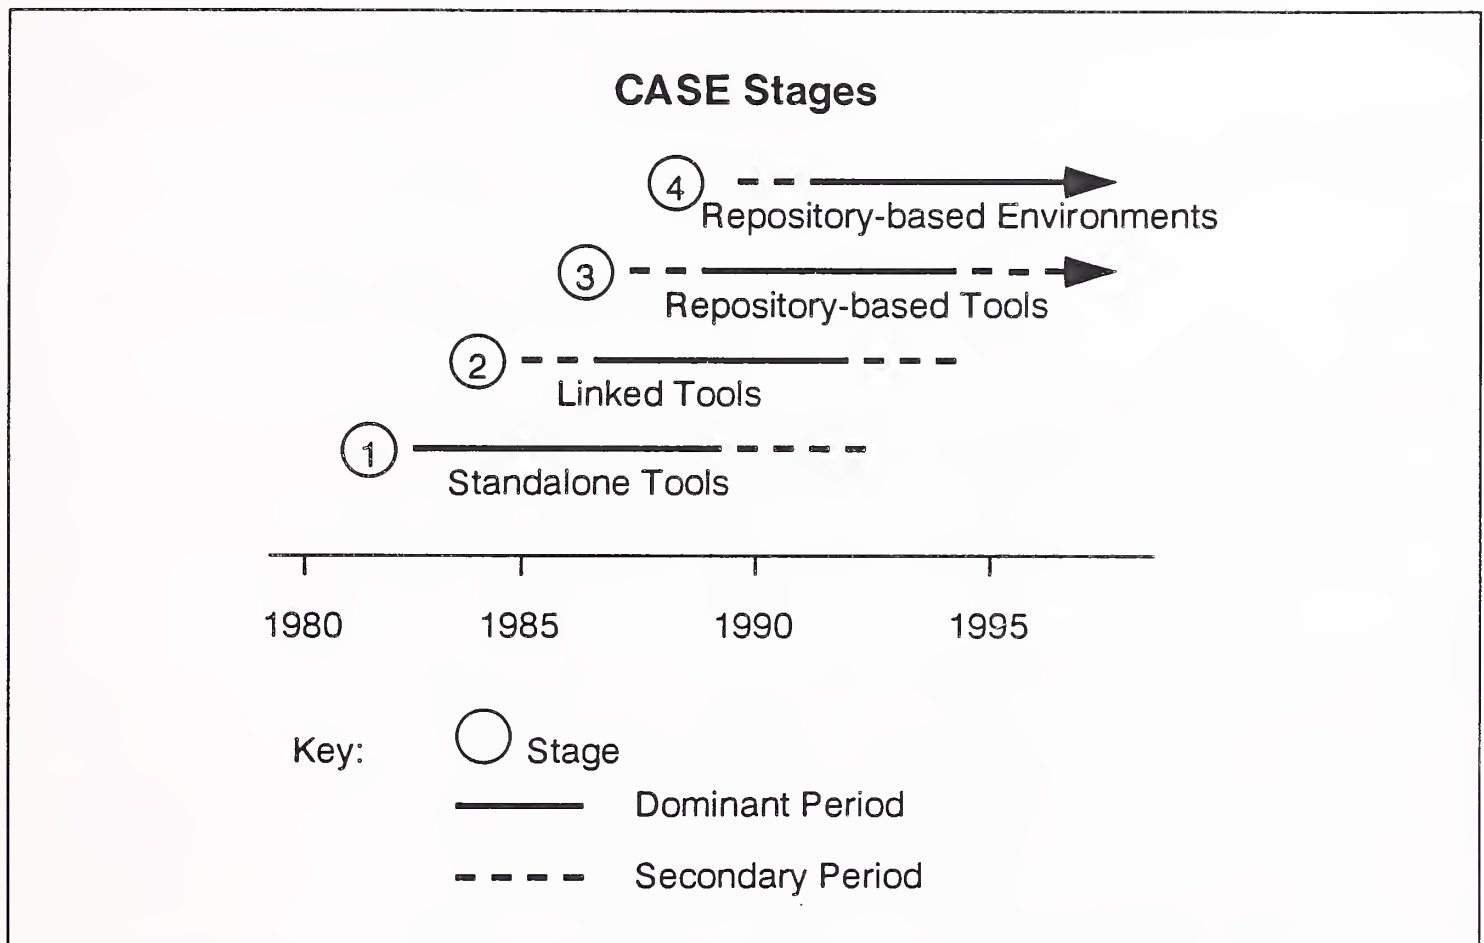 CASE Stages
4
Repository-based Environments
3
Repository-based Tools
2
Linked Tools
1
Standalone Tools
1980 1985 1990 1995
Key: Stage
Dominant Period
Secondary Period